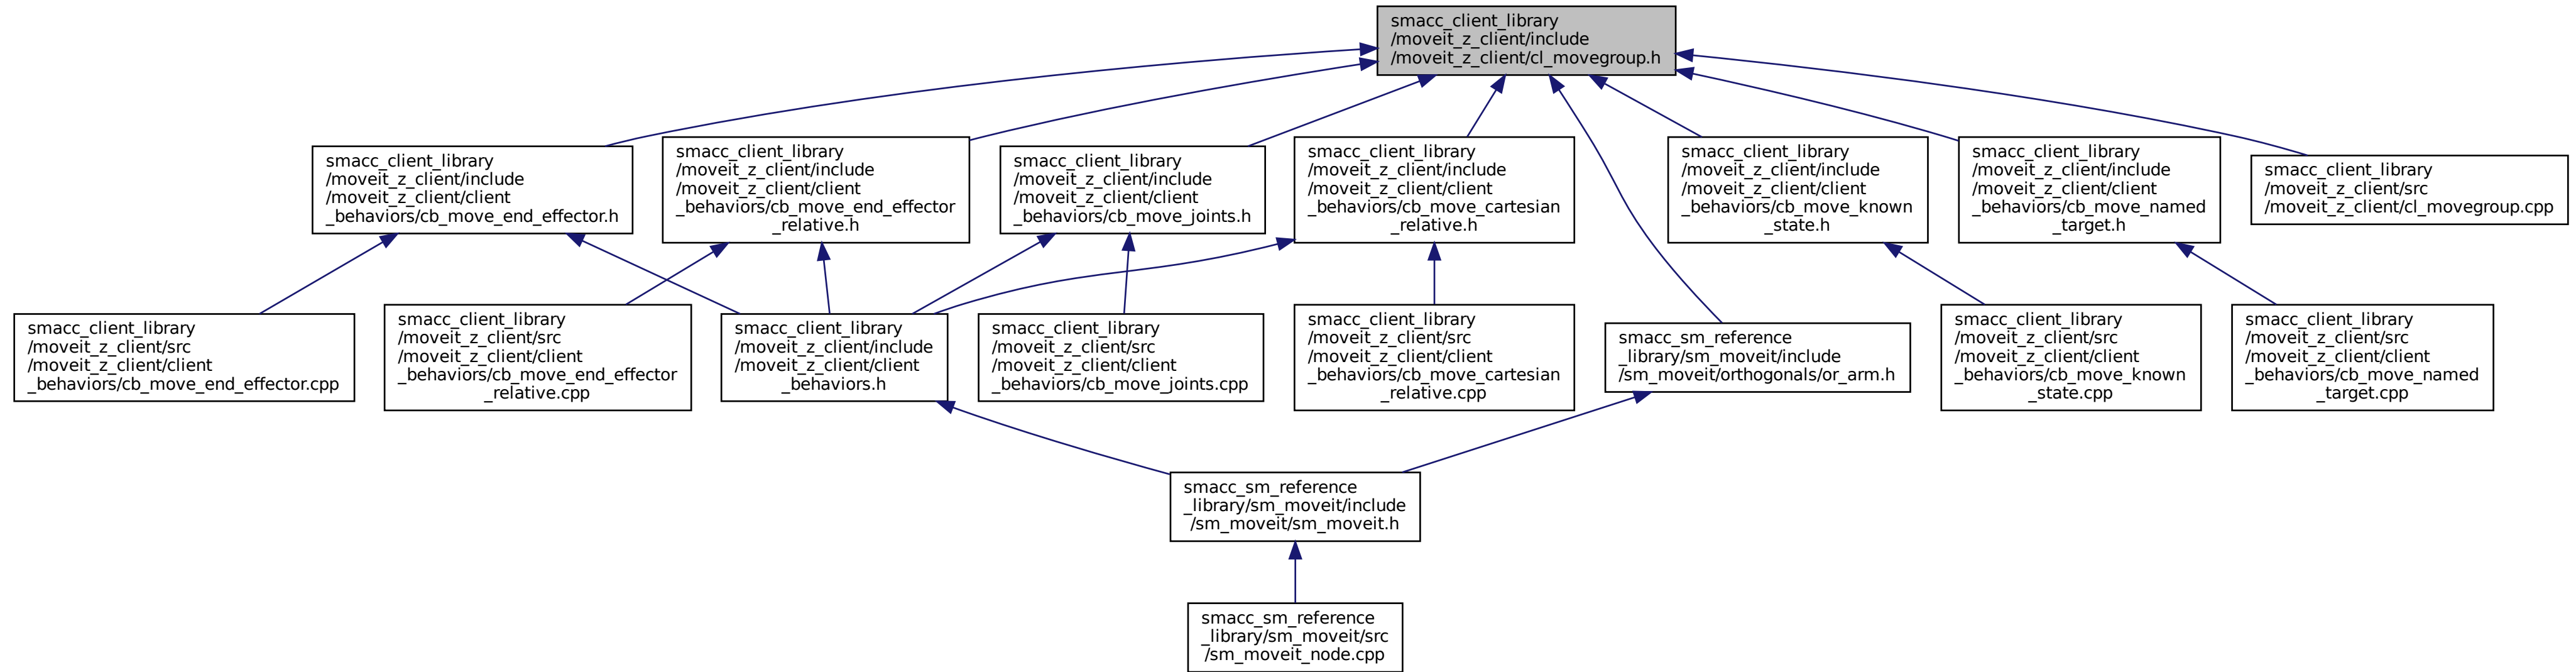 smacc_client_library
/moveit_z_client/include
/moveit_z_client/cl_movegroup.h
smacc_client_library
/moveit_z_client/include
/moveit_z_client/client
_behaviors/cb_move_end_effector.h
smacc_client_library
/moveit_z_client/include
/moveit_z_client/client
_behaviors/cb_move_end_effector
_relative.h
smacc_client_library
/moveit_z_client/include
/moveit_z_client/client
_behaviors/cb_move_joints.h
smacc_client_library
/moveit_z_client/include
/moveit_z_client/client
_behaviors/cb_move_cartesian
_relative.h
smacc_client_library
/moveit_z_client/include
/moveit_z_client/client
_behaviors/cb_move_known
_state.h
smacc_client_library
/moveit_z_client/include
/moveit_z_client/client
_behaviors/cb_move_named
_target.h
smacc_client_library
/moveit_z_client/src
/moveit_z_client/cl_movegroup.cpp
smacc_client_library
/moveit_z_client/src
/moveit_z_client/client
_behaviors/cb_move_end_effector.cpp
smacc_client_library
/moveit_z_client/src
/moveit_z_client/client
_behaviors/cb_move_end_effector
_relative.cpp
smacc_client_library
/moveit_z_client/include
/moveit_z_client/client
_behaviors.h
smacc_client_library
/moveit_z_client/src
/moveit_z_client/client
_behaviors/cb_move_joints.cpp
smacc_client_library
/moveit_z_client/src
/moveit_z_client/client
_behaviors/cb_move_cartesian
_relative.cpp
smacc_sm_reference
_library/sm_moveit/include
/sm_moveit/orthogonals/or_arm.h
smacc_client_library
/moveit_z_client/src
/moveit_z_client/client
_behaviors/cb_move_known
_state.cpp
smacc_client_library
/moveit_z_client/src
/moveit_z_client/client
_behaviors/cb_move_named
_target.cpp
smacc_sm_reference
_library/sm_moveit/include
/sm_moveit/sm_moveit.h
smacc_sm_reference
_library/sm_moveit/src
/sm_moveit_node.cpp